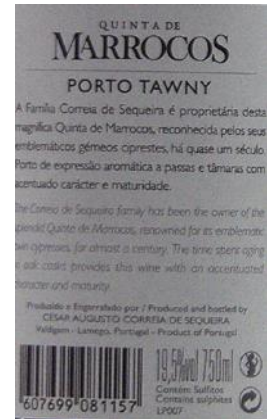 QUINTA DE
MARROCOS
PORTO TAWNY
A Família Correia de Sequeira é proprietária desta
magnífica Quinta de Marrocos, reconhecida pelos seus
emblemáticos gémeos ciprestes, há quase um século.
Porto de expressão aromática a passas e tâmaras com
acentuado carácter e maturidade.
The Correia de Sequeira family has been the owner of the
splendid Quinta de Marrocos, renowned for its emblematic
twin cypresses, for almost a century. The time spent aging
in oak casks provides this wine with an accentuated
character and maturity.
Produzido e Engarrafado por / Produced and bottled by
CESAR AUGUSTO CORREIA DE SEQUEIRA
Valdigem - Lamego, Portugal - Product of Portugal
19,5%vol 750ml
Contém Sulfitos
Contains sulphites
LP007
607699 081157